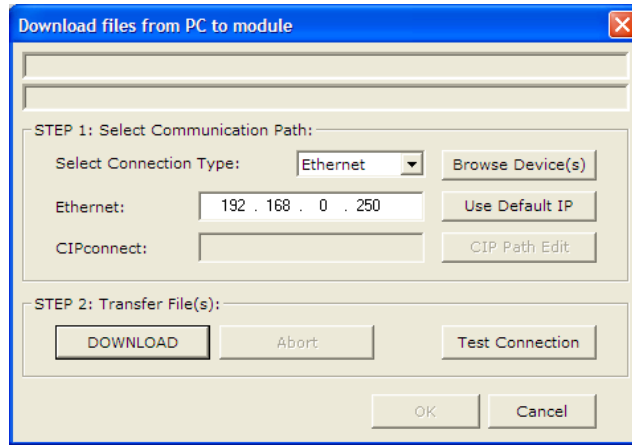 Download files from PC to module
STEP 1: Select Communication Path:
Select Connection Type: Ethernet Browse Device(s)
Ethernet: 192 . 168 . 0 . 250 Use Default IP
CIPconnect: CIP Path Edit
STEP 2: Transfer File(s):
DOWNLOAD Abort Test Connection
OK Cancel